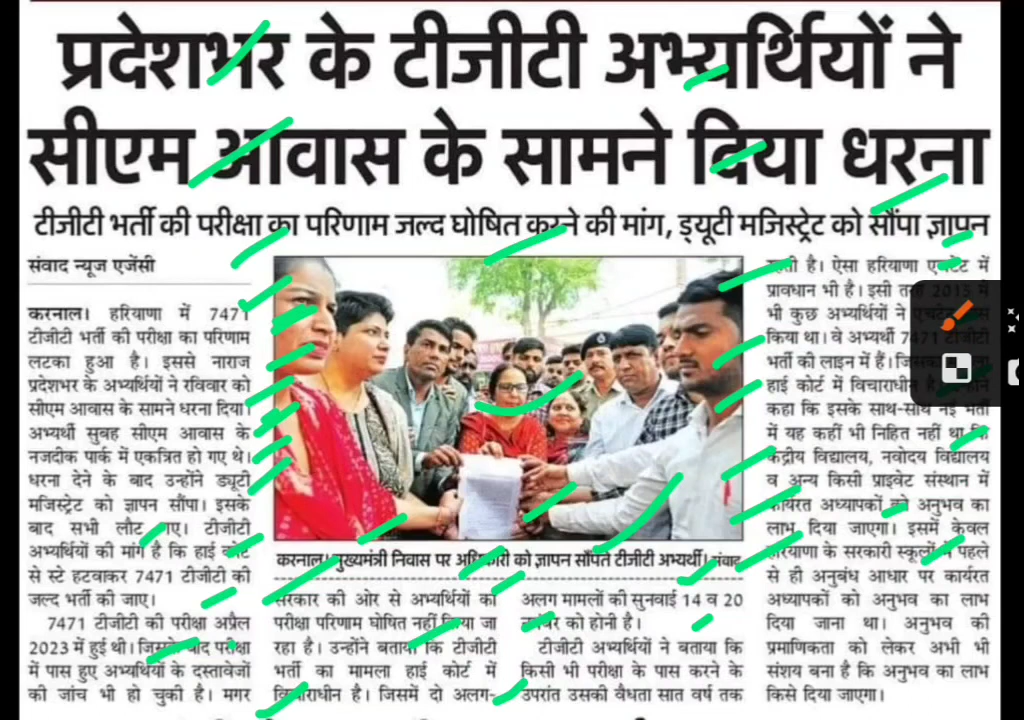 प्रदेशभर के टीजीटी अभ्यर्थियों ने
सीएम आवास के सामने दिया धरना
टीजीटी भर्ती की परीक्षा का परिणाम जल्द घोषित करने की मांग, ड्यूटी मजिस्ट्रेट को सौंपा ज्ञापन
संवाद न्यूज एजेंसी
करनाल। हरियाणा में 7471
टीजीटी भर्ती की परीक्षा का परिणाम
लटका हुआ है। इससे नाराज
प्रदेशभर के अभ्यर्थियों ने रविवार को
सीएम आवास के सामने धरना दिया।
अभ्यर्थी सुबह सीएम आवास के
नजदीक पार्क में एकत्रित हो गए थे।
धरना देने के बाद उन्होंने ड्यूटी
मजिस्ट्रेट को ज्ञापन सौंपा। इसके
बाद सभी लौट गए। टीजीटी
अभ्यर्थियों की मांग है कि हाई कोर्ट
से स्टे हटवाकर 7471 टीजीटी की
जल्द भर्ती की जाए।
7471 टीजीटी की परीक्षा अप्रैल
2023 में हुई थी। जिसके बाद परीक्षा
में पास हुए अभ्यर्थियों के दस्तावेजों
की जांच भी हो चुकी है। मगर
करनाल। मुख्यमंत्री निवास पर अधिकारी को ज्ञापन सौंपते टीजीटी अभ्यर्थी। संवाद
सरकार की ओर से अभ्यर्थियों का
परीक्षा परिणाम घोषित नहीं किया जा
रहा है। उन्होंने बताया कि टीजीटी
भर्ती का मामला हाई कोर्ट में
विचाराधीन है। जिसमें दो अलग-
अलग मामलों की सुनवाई 14 व 20
को होनी है।
टीजीटी अभ्यर्थियों ने बताया कि
किसी भी परीक्षा के पास करने के
उपरांत उसकी वैधता सात वर्ष तक
रहती है। ऐसा हरियाणा एचटेट में
प्रावधान भी है। इसी तरह 2015 में
भी कुछ अभ्यर्थियों ने एचटेट पास
किया था। वे अभ्यर्थी 7471 टीजीटी
भर्ती की लाइन में हैं।
हाई कोर्ट में विचाराधीन है।
कहा कि इसके साथ-साथ नई भर्ती
में यह कहीं भी निहित नहीं था कि
केंद्रीय विद्यालय, नवोदय विद्यालय
व अन्य किसी प्राइवेट संस्थान में
कार्यरत अध्यापकों को अनुभव का
लाभ दिया जाएगा। इसमें केवल
हरियाणा के सरकारी स्कूलों में पहले
से ही अनुबंध आधार पर कार्यरत
अध्यापकों को अनुभव का लाभ
दिया जाना था। अनुभव की
प्रमाणिकता को लेकर अभी भी
संशय बना है कि अनुभव का लाभ
किसे दिया जाएगा।